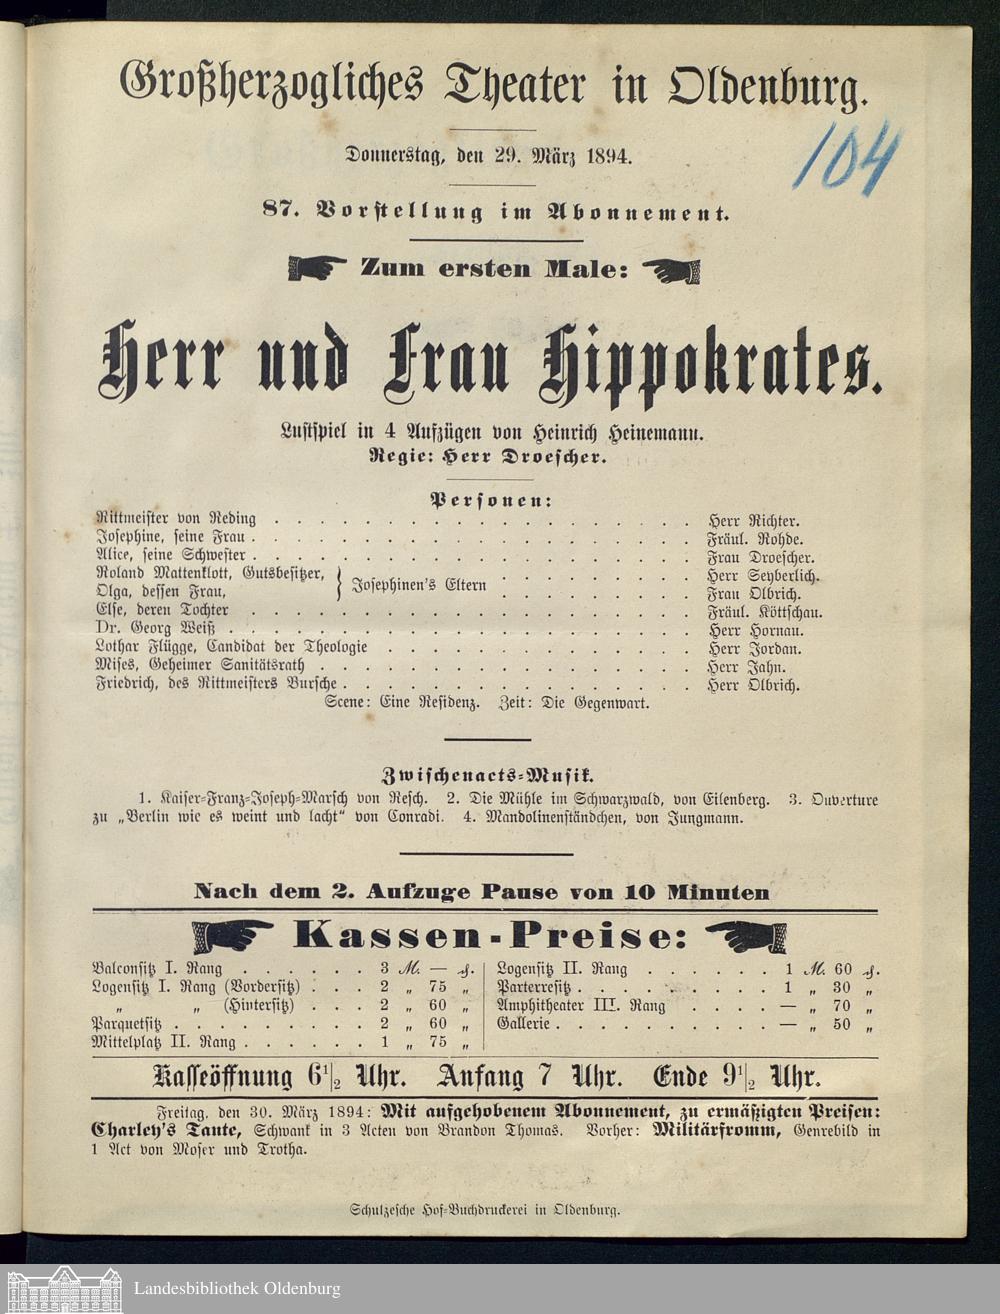 Großherzogliches Theater in Oldenburg.
Donnerstag, den 29. März 1894.
104
87. Vorstellung im Abonnement.
Zum ersten Male:
Herr und Frau Hippokrates.
Lustspiel in 4 Aufzügen von Heinrich Heinemann.
Regie: Herr Droescher.
Personen:
Rittmeister von Reding . . . . . . . . . . . . . . . . . . . Herr Richter.
Josephine, seine Frau . . . . . . . . . . . . . . . . . . . . Fräul. Rohde.
Alice, seine Schwester . . . . . . . . . . . . . . . . . . . . Frau Droescher.
Roland Mattenklott, Gutsbesitzer, } Josephinen's Eltern . . . . . . . . Herr Seyberlich.
Olga, dessen Frau, . . . . . . . . Frau Olbrich.
Else, deren Tochter . . . . . . . . . . . . . . . . . . . . Fräul. Köttschau.
Dr. Georg Weiß . . . . . . . . . . . . . . . . . . . . . Herr Hornau.
Lothar Flügge, Candidat der Theologie . . . . . . . . . . . . . . Herr Jordan.
Mises, Geheimer Sanitätsrath . . . . . . . . . . . . . . . . . Herr Jahn.
Friedrich, des Rittmeisters Bursche . . . . . . . . . . . . . . . . Herr Olbrich.
Scene: Eine Residenz. Zeit: Die Gegenwart.
Zwischenacts-Musik.
1. Kaiser-Franz-Joseph-Marsch von Resch. 2. Die Mühle im Schwarzwald, von Eilenberg. 3. Ouverture
zu „Berlin wie es weint und lacht“ von Conradi. 4. Mandolinenständchen, von Jungmann.
Nach dem 2. Aufzuge Pause von 10 Minuten
Kassen-Preise:
Balconsitz I. Rang . . . . . . 3 M. — ₰.
Logensitz I. Rang (Vordersitz) . . . 2 „ 75 „
„ „ (Hintersitz) . . . 2 „ 60 „
Parquetsitz . . . . . . . . . 2 „ 60 „
Mittelplatz II. Rang . . . . . . 1 „ 75 „
Logensitz II. Rang . . . . . . 1 M. 60 ₰.
Parterresitz . . . . . . . . . 1 „ 30 „
Amphitheater III. Rang . . . . . — „ 70 „
Gallerie . . . . . . . . . . — „ 50 „
Kasseöffnung 6 1/2 Uhr. Anfang 7 Uhr. Ende 9 1/2 Uhr.
Freitag, den 30. März 1894: Mit aufgehobenem Abonnement, zu ermäßigten Preisen:
Charley's Tante, Schwank in 3 Acten von Brandon Thomas. Vorher: Militärfromm, Genrebild in
1 Act von Moser und Trotha.
Schulzesche Hof-Buchdruckerei in Oldenburg.
Landesbibliothek Oldenburg